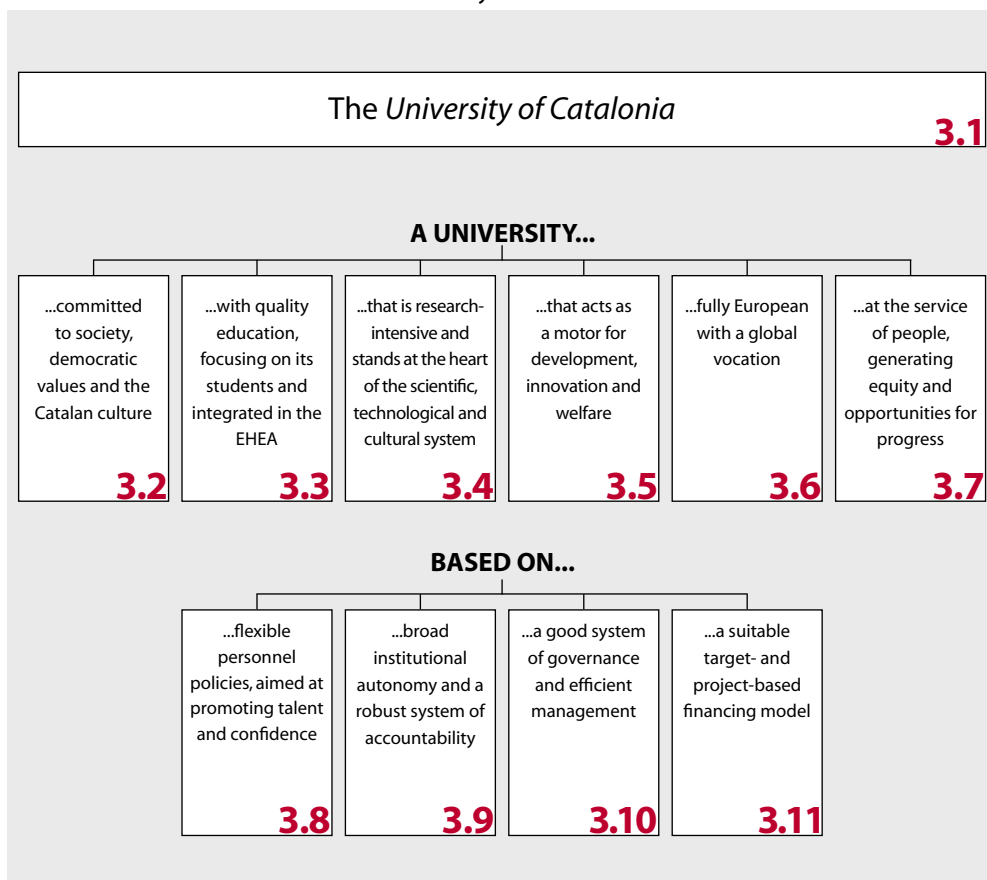 The University of Catalonia
3.1
A UNIVERSITY...
...committed
to society,
democratic
values and the
Catalan culture
3.2
...with quality
education,
focusing on its
students and
integrated in the
EHEA
3.3
...that is research-
intensive and
stands at the heart
of the scientific,
technological and
cultural system
3.4
...that acts as
a motor for
development,
innovation and
welfare
3.5
...fully European
with a global
vocation
3.6
...at the service
of people,
generating
equity and
opportunities for
progress
3.7
BASED ON...
...flexible
personnel
policies, aimed at
promoting talent
and confidence
3.8
...broad
institutional
autonomy and a
robust system of
accountability
3.9
...a good system
of governance
and efficient
management
3.10
...a suitable
target- and
project-based
financing model
3.11